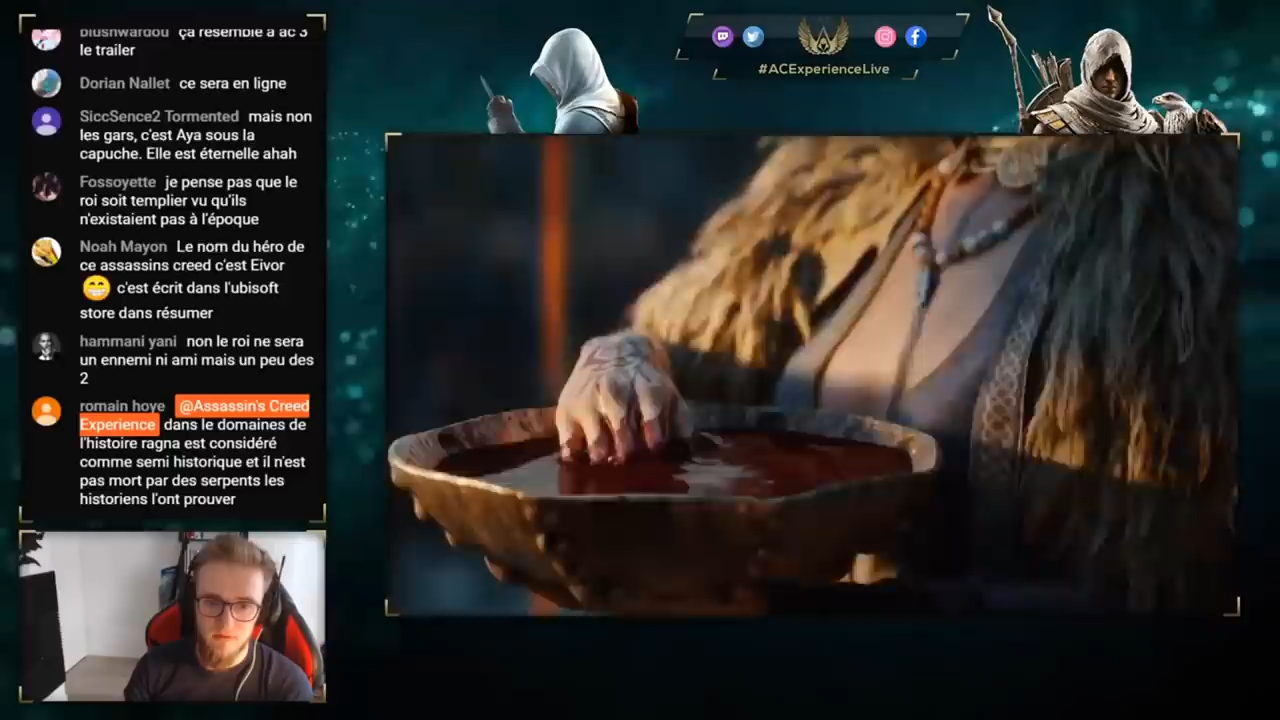 blushwardou ça resemble a ac 3
le trailer
Dorian Nallet ce sera en ligne
SiccSence2 Tormented mais non
les gars, c'est Aya sous la
capuche. Elle est éternelle ahah
Fossoyette je pense pas que le
roi soit templier vu qu'ils
n'existaient pas à l'époque
Noah Mayon Le nom du héro de
ce assassins creed c'est Eivor
c'est écrit dans l'ubisoft
store dans résumer
hammani yani non le roi ne sera
un ennemi ni ami mais un peu des
2
romain hoye @Assassin's Creed
Experience dans le domaines de
l'histoire ragna est considéré
comme semi historique et il n'est
pas mort par des serpents les
historiens l'ont prouver
#ACExperienceLive